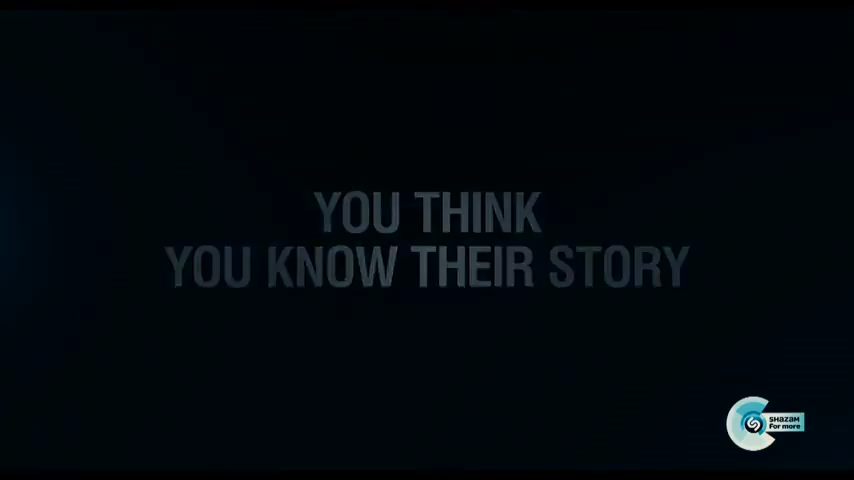 YOU THINK
YOU KNOW THEIR STORY
SHAZAM
For more